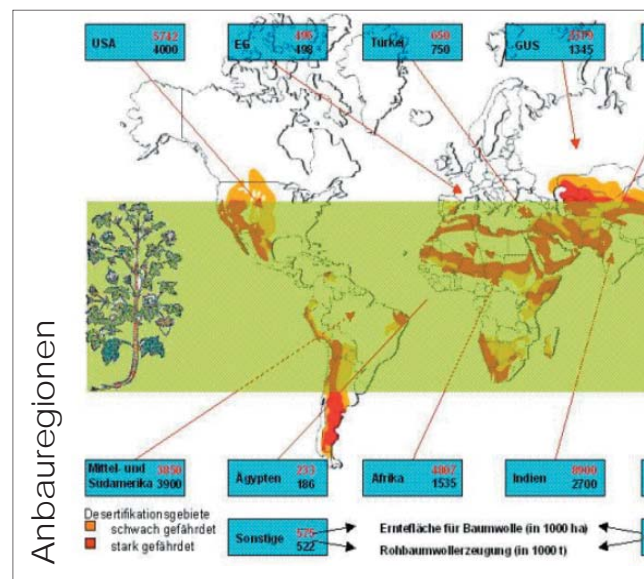 USA 5742
4000
EG 496
498
Türkei 650
750
GUS
1345
Anbauregionen
Mittel- und 3850
Südamerika 3900
Ägypten 233
186
Afrika
1535
Indien 8900
2700
Desertifikationsgebiete
schwach gefährdet
stark gefährdet
Sonstige
522
Erntefläche für Baumwolle (in 1000 ha)
Rohbaumwollerzeugung (in 1000 t)